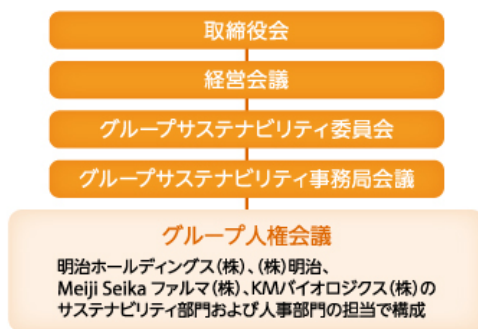 取締役会
経営会議
グループサステナビリティ委員会
グループサステナビリティ事務局会議
グループ人権会議
明治ホールディングス(株)、(株)明治、
Meiji Seika ファルマ(株)、KMバイオロジクス(株)の
サステナビリティ部門および人事部門の担当で構成